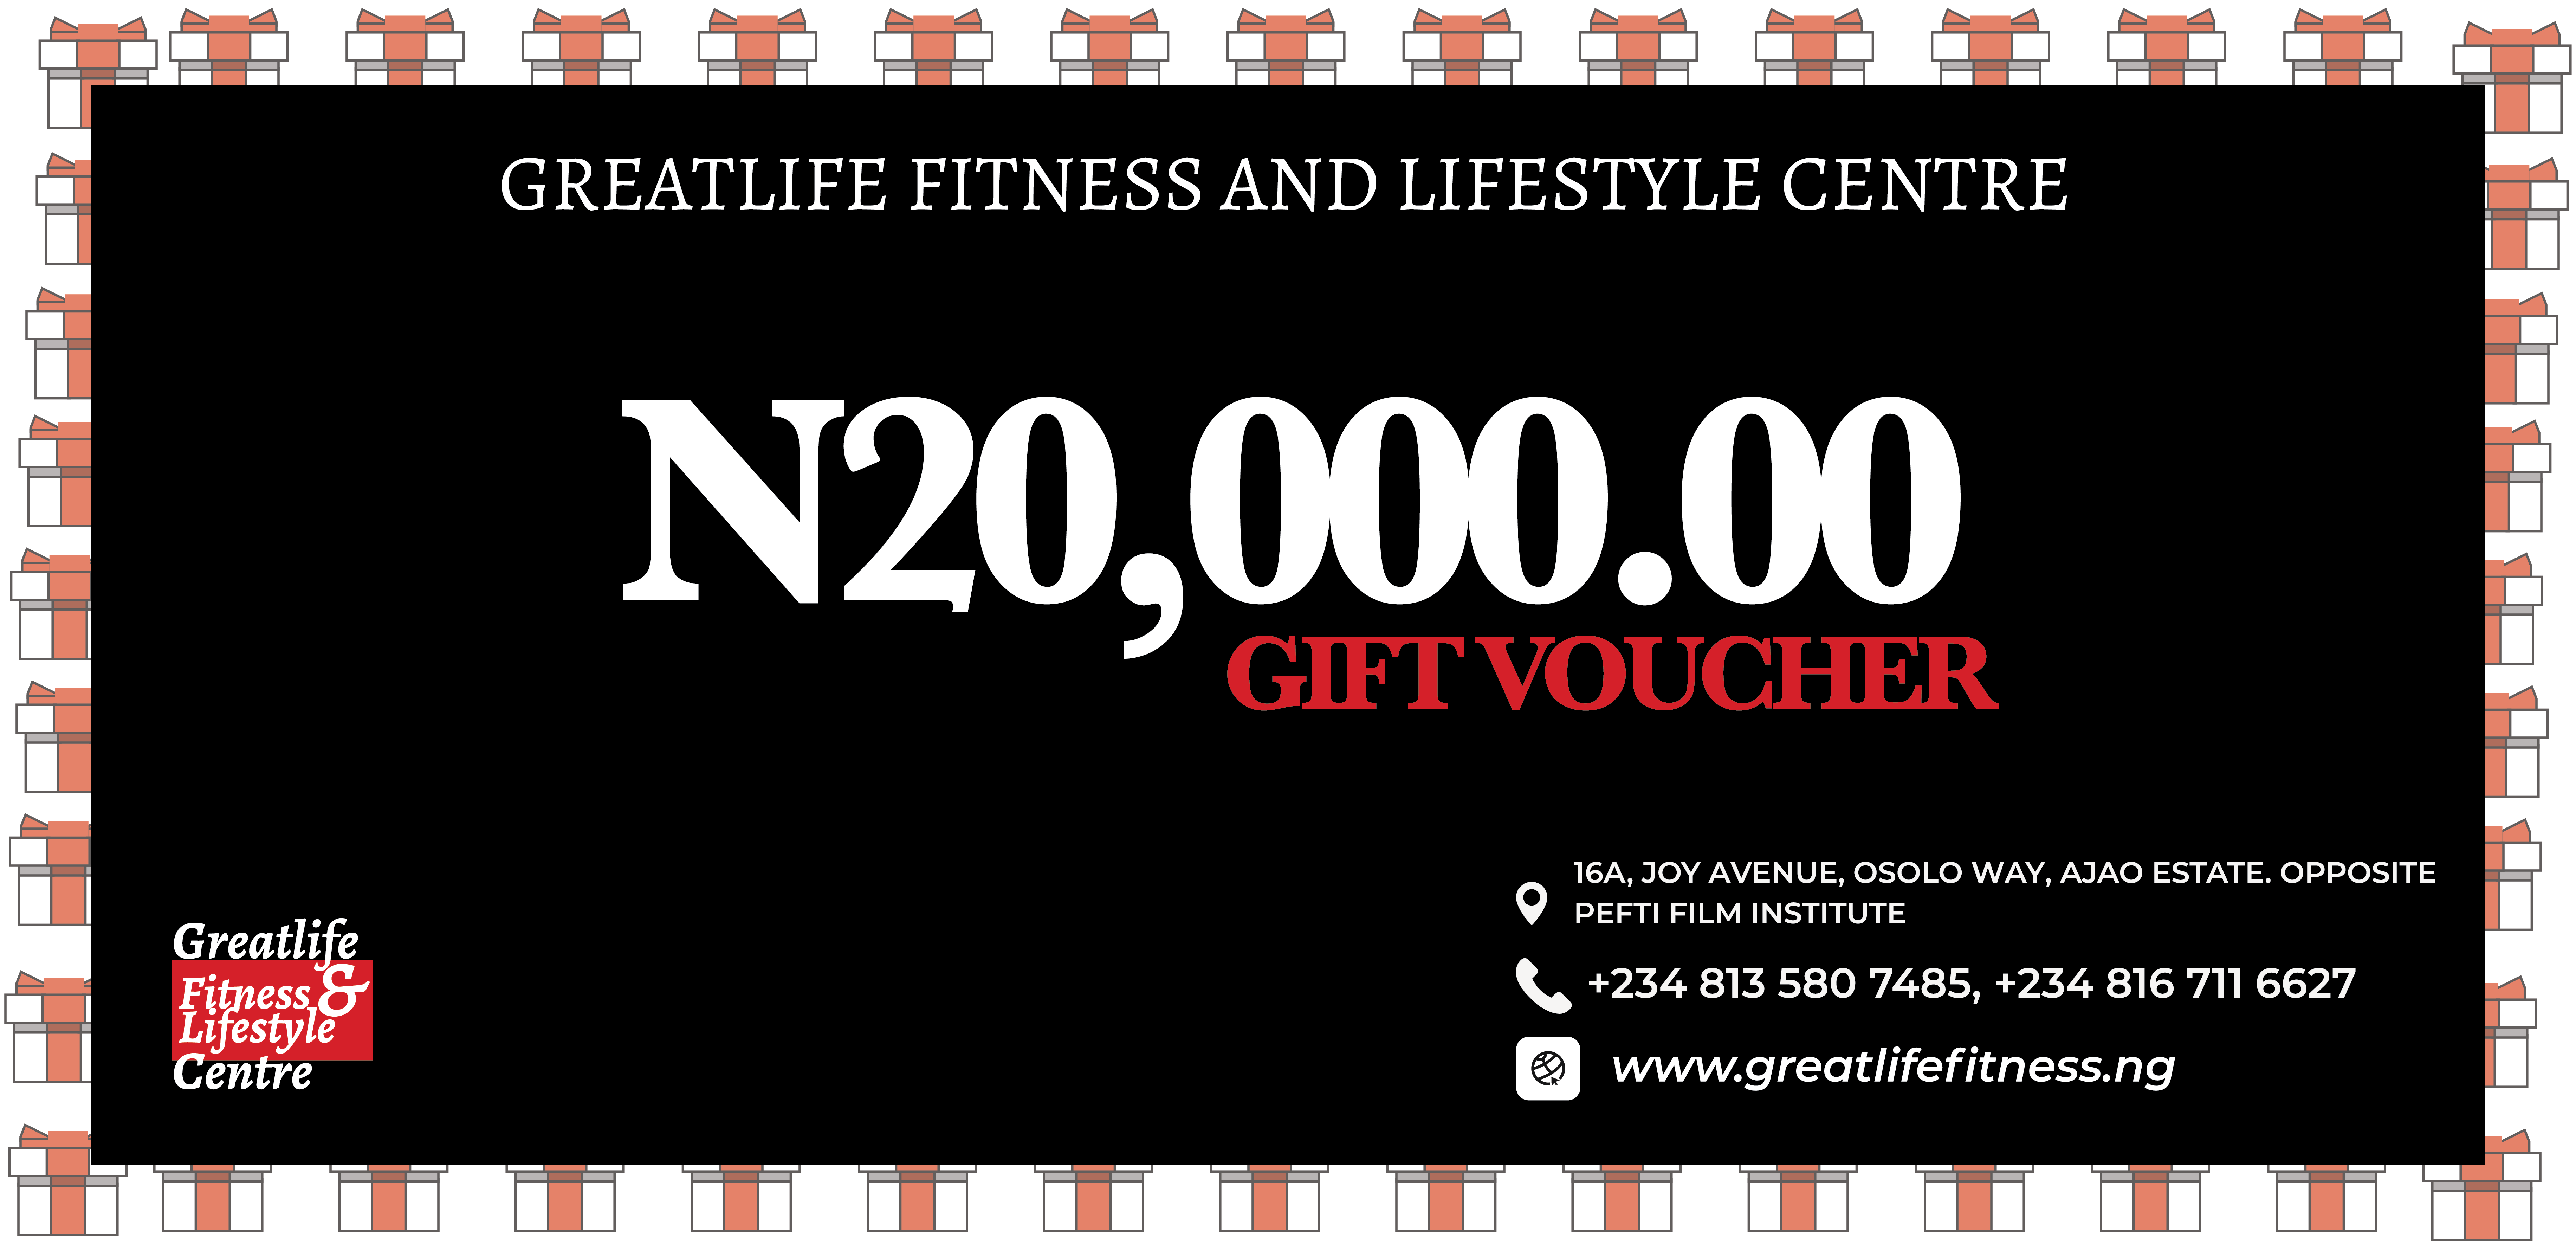 GREATLIFE FITNESS AND LIFESTYLE CENTRE
N20,000.00
GIFT VOUCHER
16A, JOY AVENUE, OSOLO WAY, AJAO ESTATE. OPPOSITE
PEFTI FILM INSTITUTE
+234 813 580 7485, +234 816 711 6627
www.greatlifefitness.ng
Greatlife
Fitness &
Lifestyle
Centre